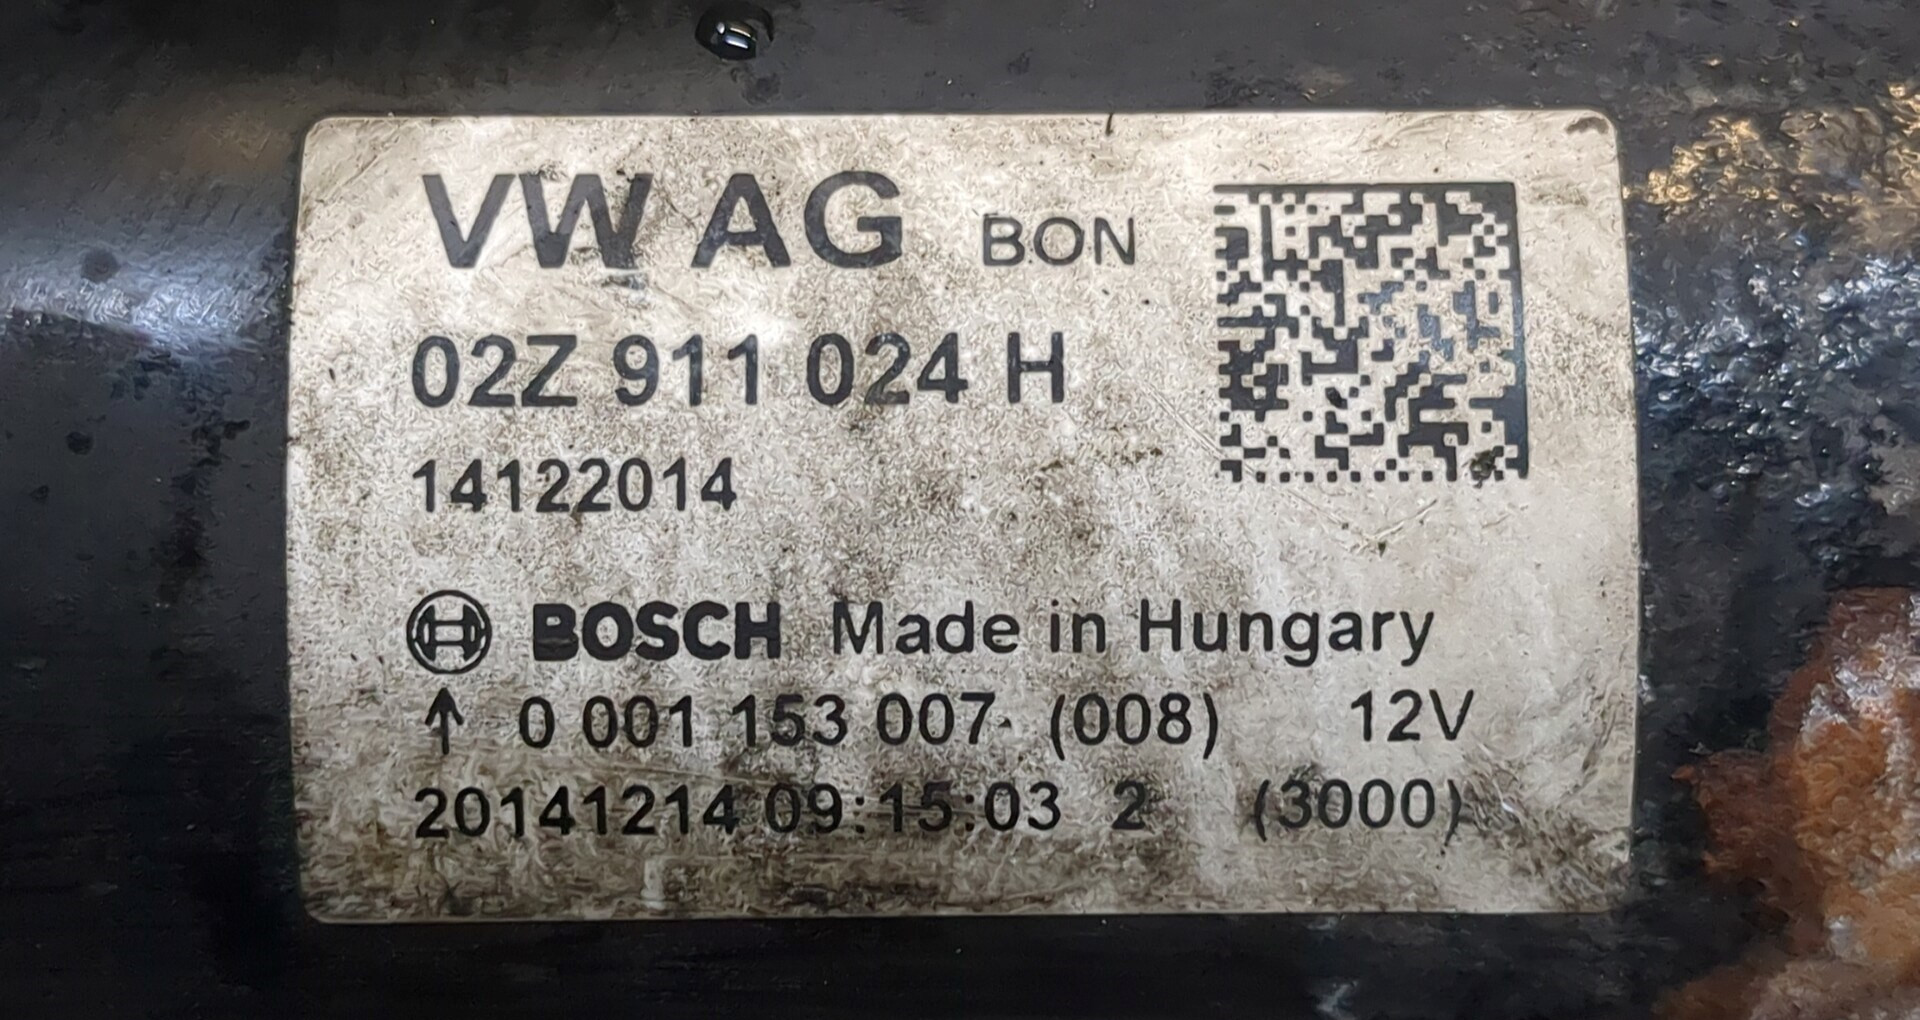 VW AG BON
02Z 911 024 H
14122014
BOSCH Made in Hungary
↑ 0 001 153 007 (008) 12V
20141214 09:15:03 2 (3000)